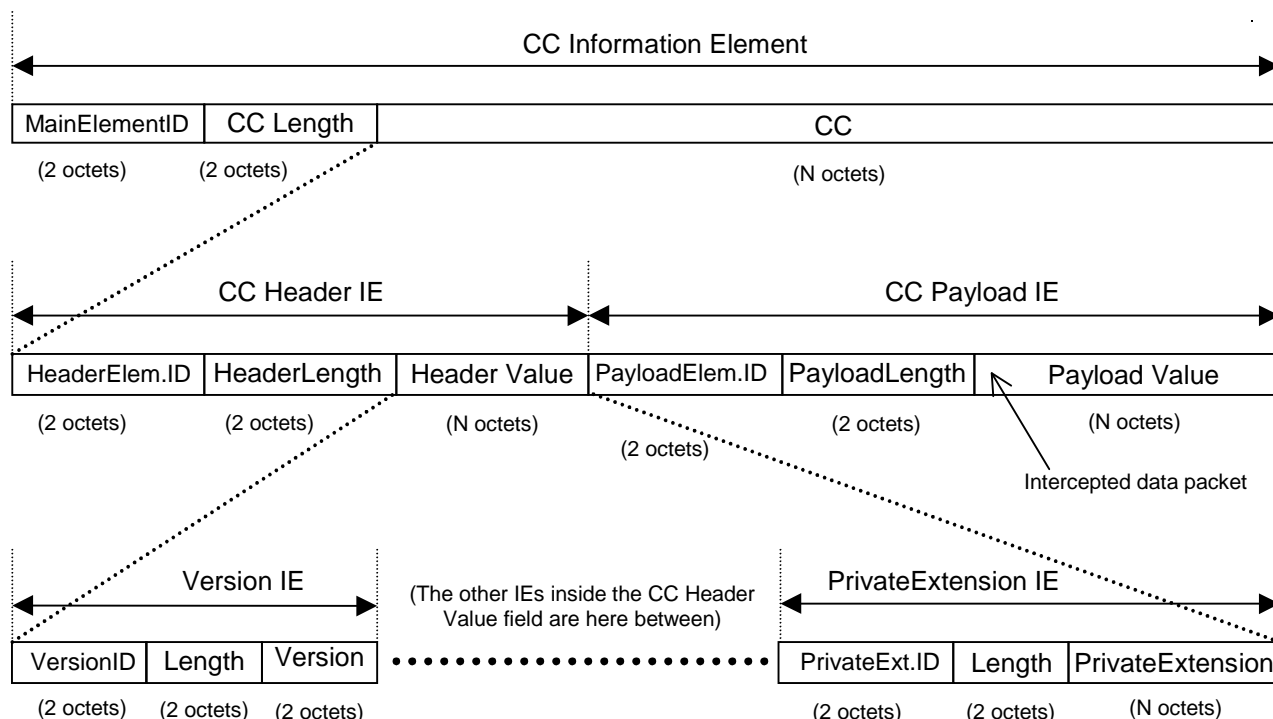 CC Information Element
MainElementID CC Length CC
(2 octets) (2 octets) (N octets)
CC Header IE CC Payload IE
HeaderElem.ID HeaderLength Header Value PayloadElem.ID PayloadLength Payload Value
(2 octets) (2 octets) (N octets) (2 octets) (2 octets) (N octets)
Intercepted data packet
Version IE (The other IEs inside the CC Header PrivateExtension IE
Value field are here between)
VersionID Length Version PrivateExt.ID Length PrivateExtension
(2 octets) (2 octets) (2 octets) (2 octets) (2 octets) (N octets)